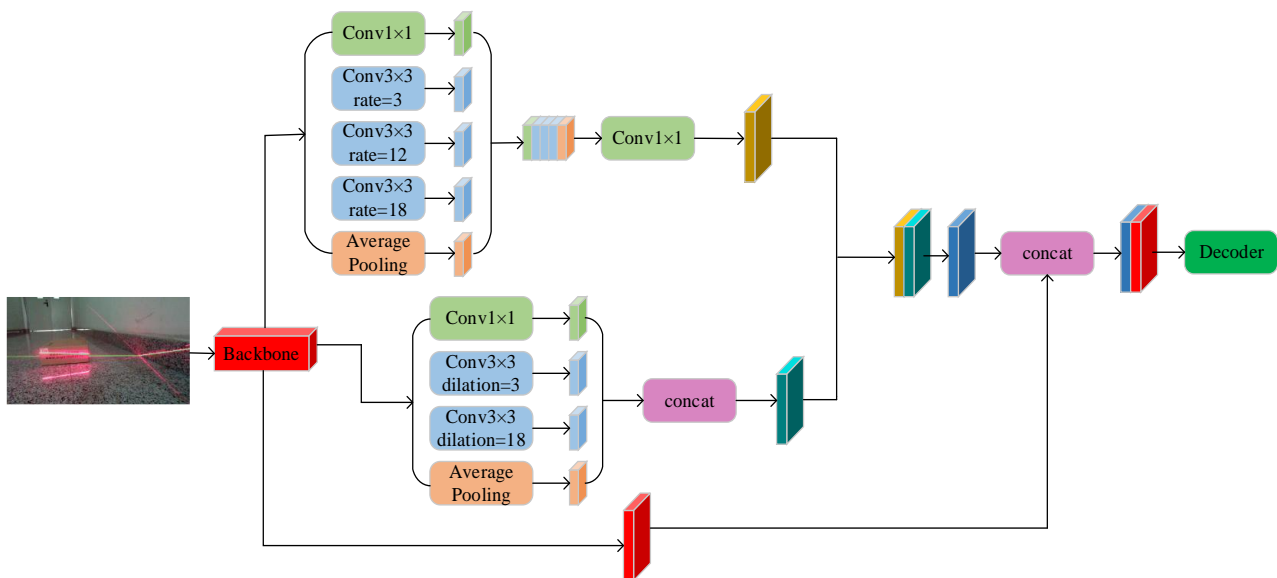 Conv1×1
Conv3×3
rate=3
Conv3×3
rate=12
Conv3×3
rate=18
Average
Pooling
Conv1×1
Backbone
Conv1×1
Conv3×3
dilation=3
Conv3×3
dilation=18
Average
Pooling
concat
concat
Decoder